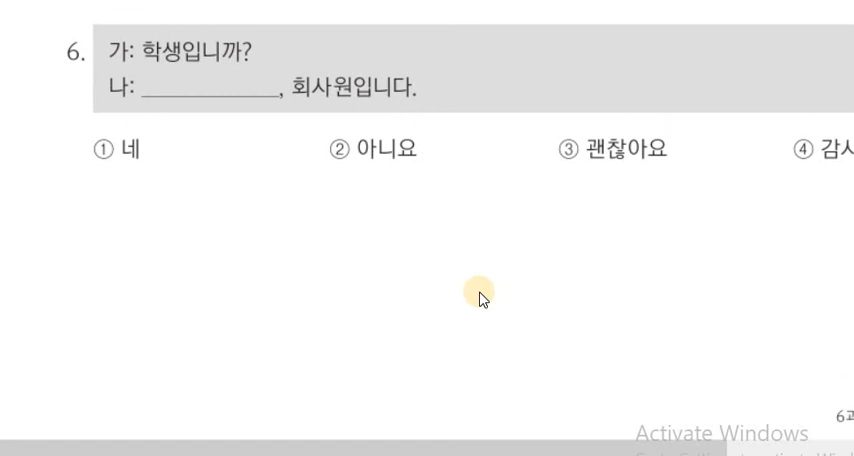 6. 가: 학생입니까?
나: ____________, 회사원입니다.
① 네 ② 아니요 ③ 괜찮아요 ④
Activate Windows